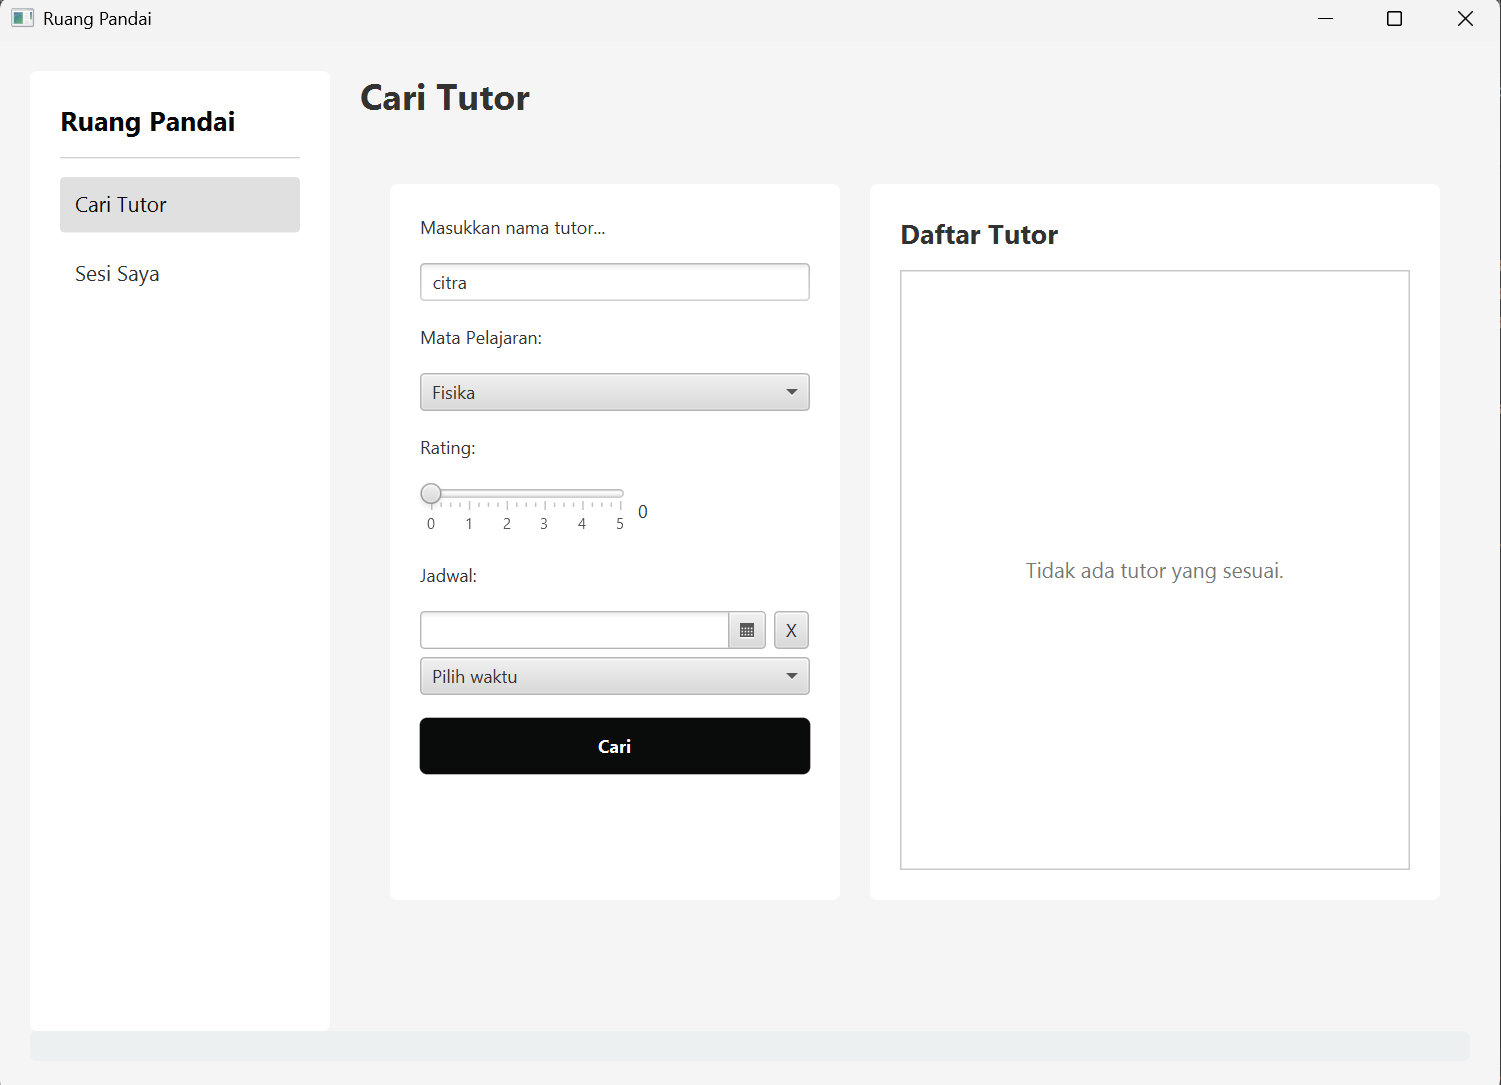 Ruang Pandai
Ruang Pandai
Cari Tutor
Sesi Saya
Cari Tutor
Masukkan nama tutor...
citra
Mata Pelajaran:
Fisika
Rating:
0 1 2 3 4 5
0
Jadwal:
X
Pilih waktu
Cari
Daftar Tutor
Tidak ada tutor yang sesuai.